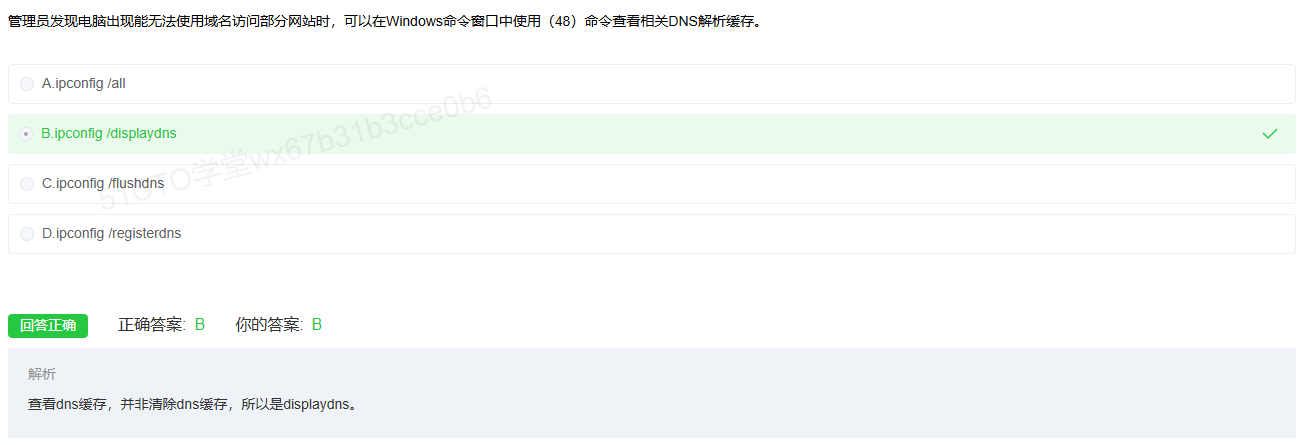 管理员发现电脑出现能无法使用域名访问部分网站时，可以在Windows命令窗口中使用（48）命令查看相关DNS解析缓存。
A.ipconfig /all
B.ipconfig /displaydns
C.ipconfig /flushdns
D.ipconfig /registerdns
51CTO学堂wx67b31b3cce0b6
回答正确 正确答案: B 你的答案: B
解析
查看dns缓存，并非清除dns缓存，所以是displaydns。